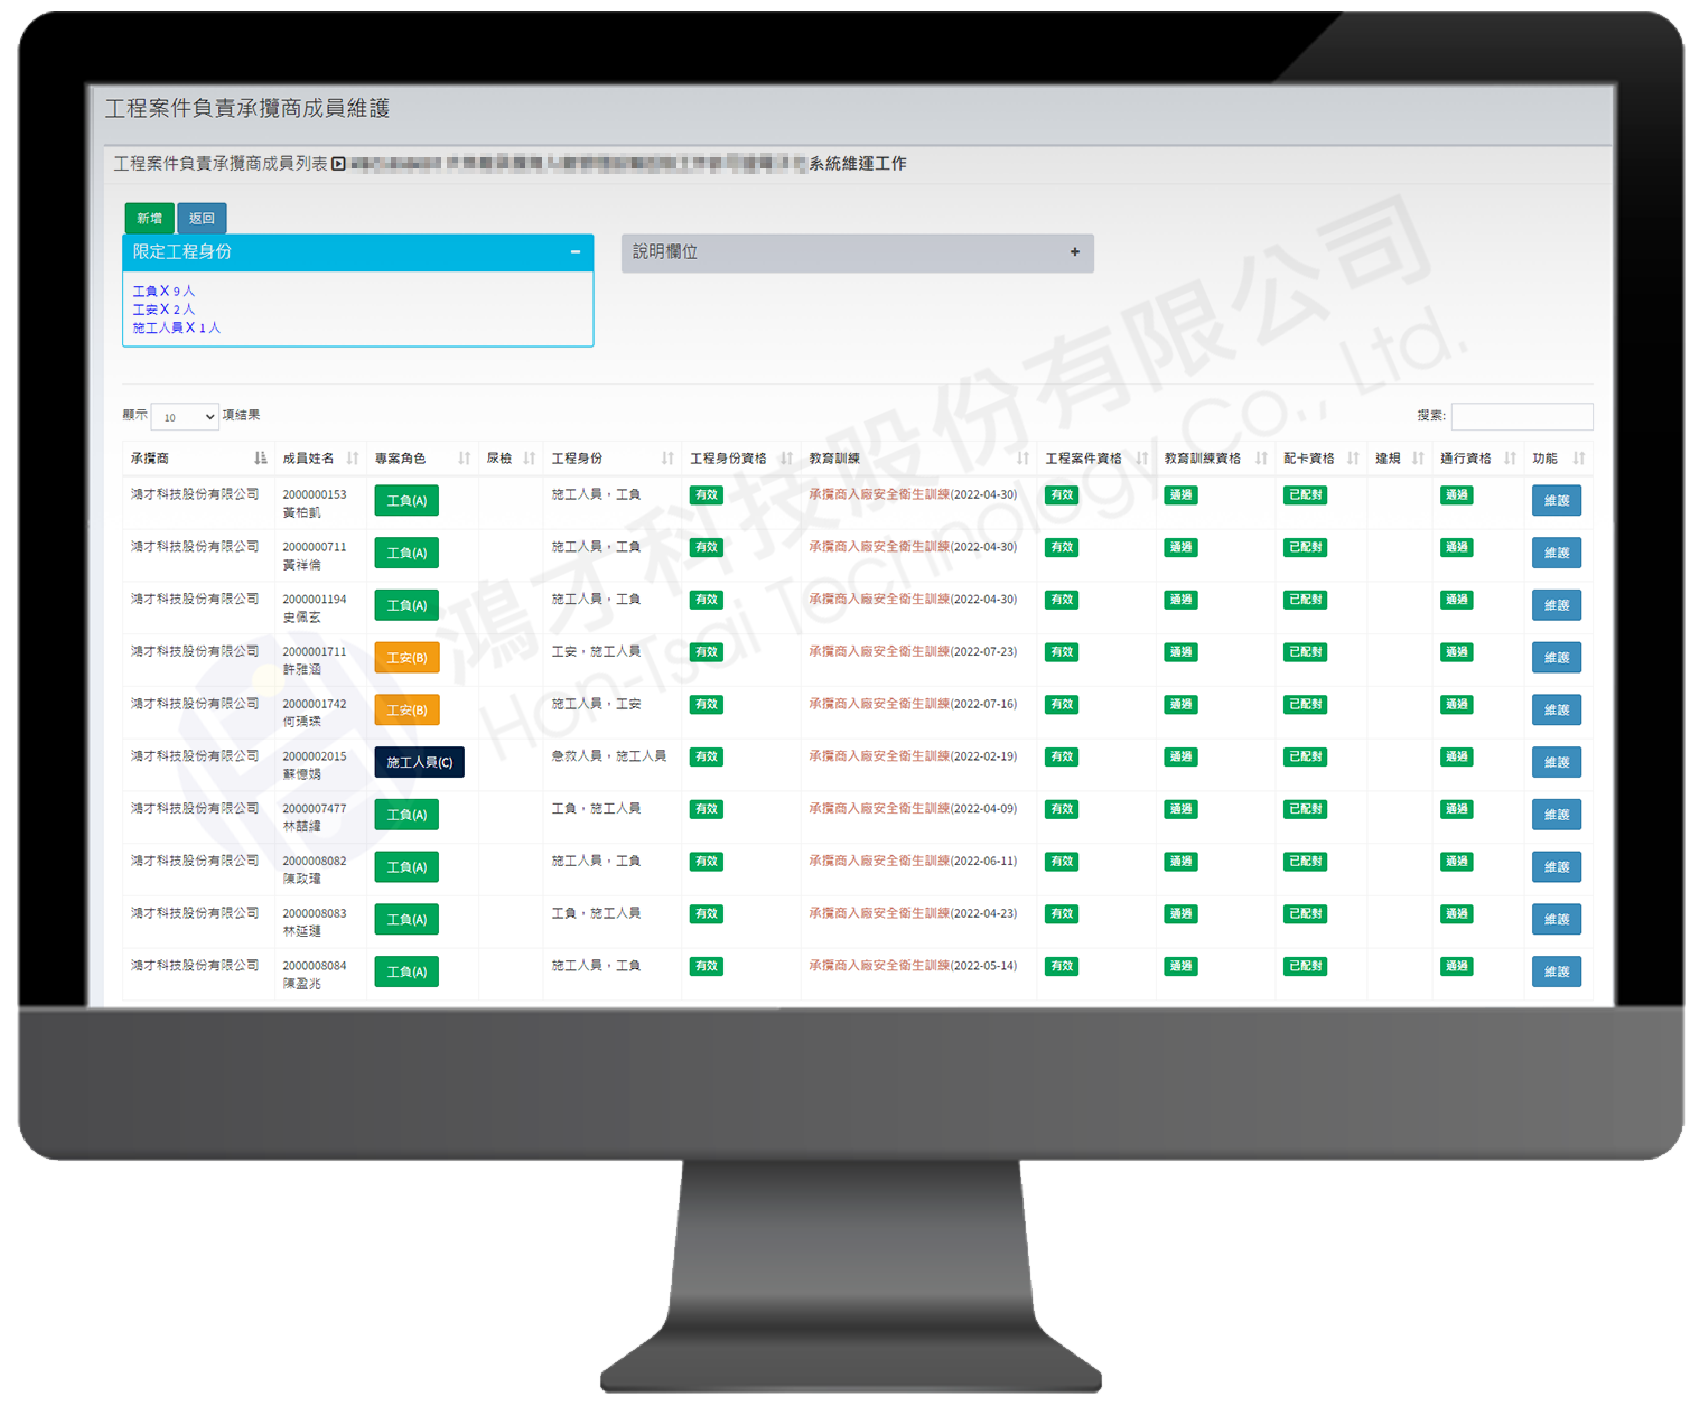 工程案件負責承攬商成員維護
工程案件負責承攬商成員列表 系統維運工作
新增 返回
限定工程身份 −
說明欄位 +
工負X 9 人
工安X 2 人
施工人員X 1 人
顯示 10 項結果
搜索:
承攬商 成員姓名 專案角色 尿檢 工程身份 工程身份資格 教育訓練 工程案件資格 教育訓練資格 配卡資格 違規 通行資格 功能
鴻才科技股份有限公司 2000000153 工負(A) 施工人員，工負 有效 承攬商入廠安全衛生訓練(2022-04-30) 有效 通過 已配對 通過 維護
黃柏凱
鴻才科技股份有限公司 2000000711 工負(A) 施工人員，工負 有效 承攬商入廠安全衛生訓練(2022-04-30) 有效 通過 已配對 通過 維護
黃祥倫
鴻才科技股份有限公司 2000001194 工負(A) 施工人員，工負 有效 承攬商入廠安全衛生訓練(2022-04-30) 有效 通過 已配對 通過 維護
史佩玄
鴻才科技股份有限公司 2000001711 工安(B) 工安，施工人員 有效 承攬商入廠安全衛生訓練(2022-07-23) 有效 通過 已配對 通過 維護
許雅涵
鴻才科技股份有限公司 2000001742 工安(B) 施工人員，工安 有效 承攬商入廠安全衛生訓練(2022-07-16) 有效 通過 已配對 通過 維護
鴻才科技股份有限公司 2000002015 施工人員(C) 急救人員，施工人員 有效 承攬商入廠安全衛生訓練(2022-02-19) 有效 通過 已配對 通過 維護
鴻才科技股份有限公司 2000007477 工負(A) 工負，施工人員 有效 承攬商入廠安全衛生訓練(2022-04-09) 有效 通過 已配對 通過 維護
鴻才科技股份有限公司 2000008082 工負(A) 施工人員，工負 有效 承攬商入廠安全衛生訓練(2022-06-11) 有效 通過 已配對 通過 維護
陳政瑋
鴻才科技股份有限公司 2000008083 工負(A) 工負，施工人員 有效 承攬商入廠安全衛生訓練(2022-04-23) 有效 通過 已配對 通過 維護
鴻才科技股份有限公司 2000008084 工負(A) 施工人員，工負 有效 承攬商入廠安全衛生訓練(2022-05-14) 有效 通過 已配對 通過 維護
陳盈兆
鴻才科技股份有限公司
Hon-Tsai Technology Co., Ltd.